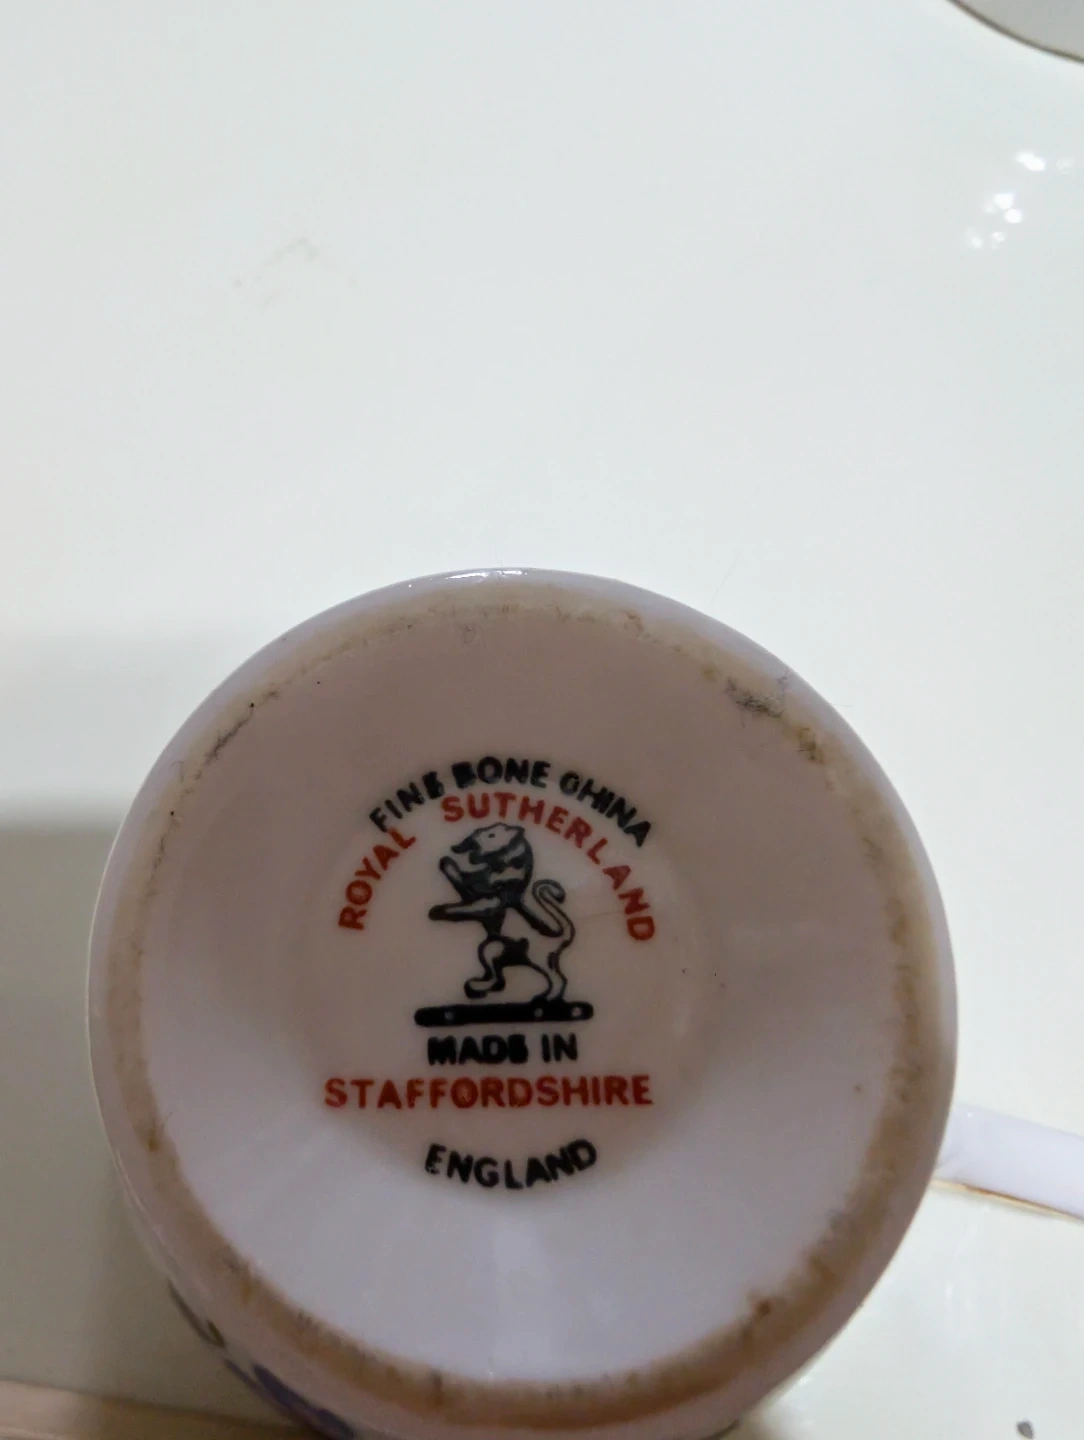 FINE BONE CHINA
ROYAL SUTHERLAND
MADE IN
STAFFORDSHIRE
ENGLAND